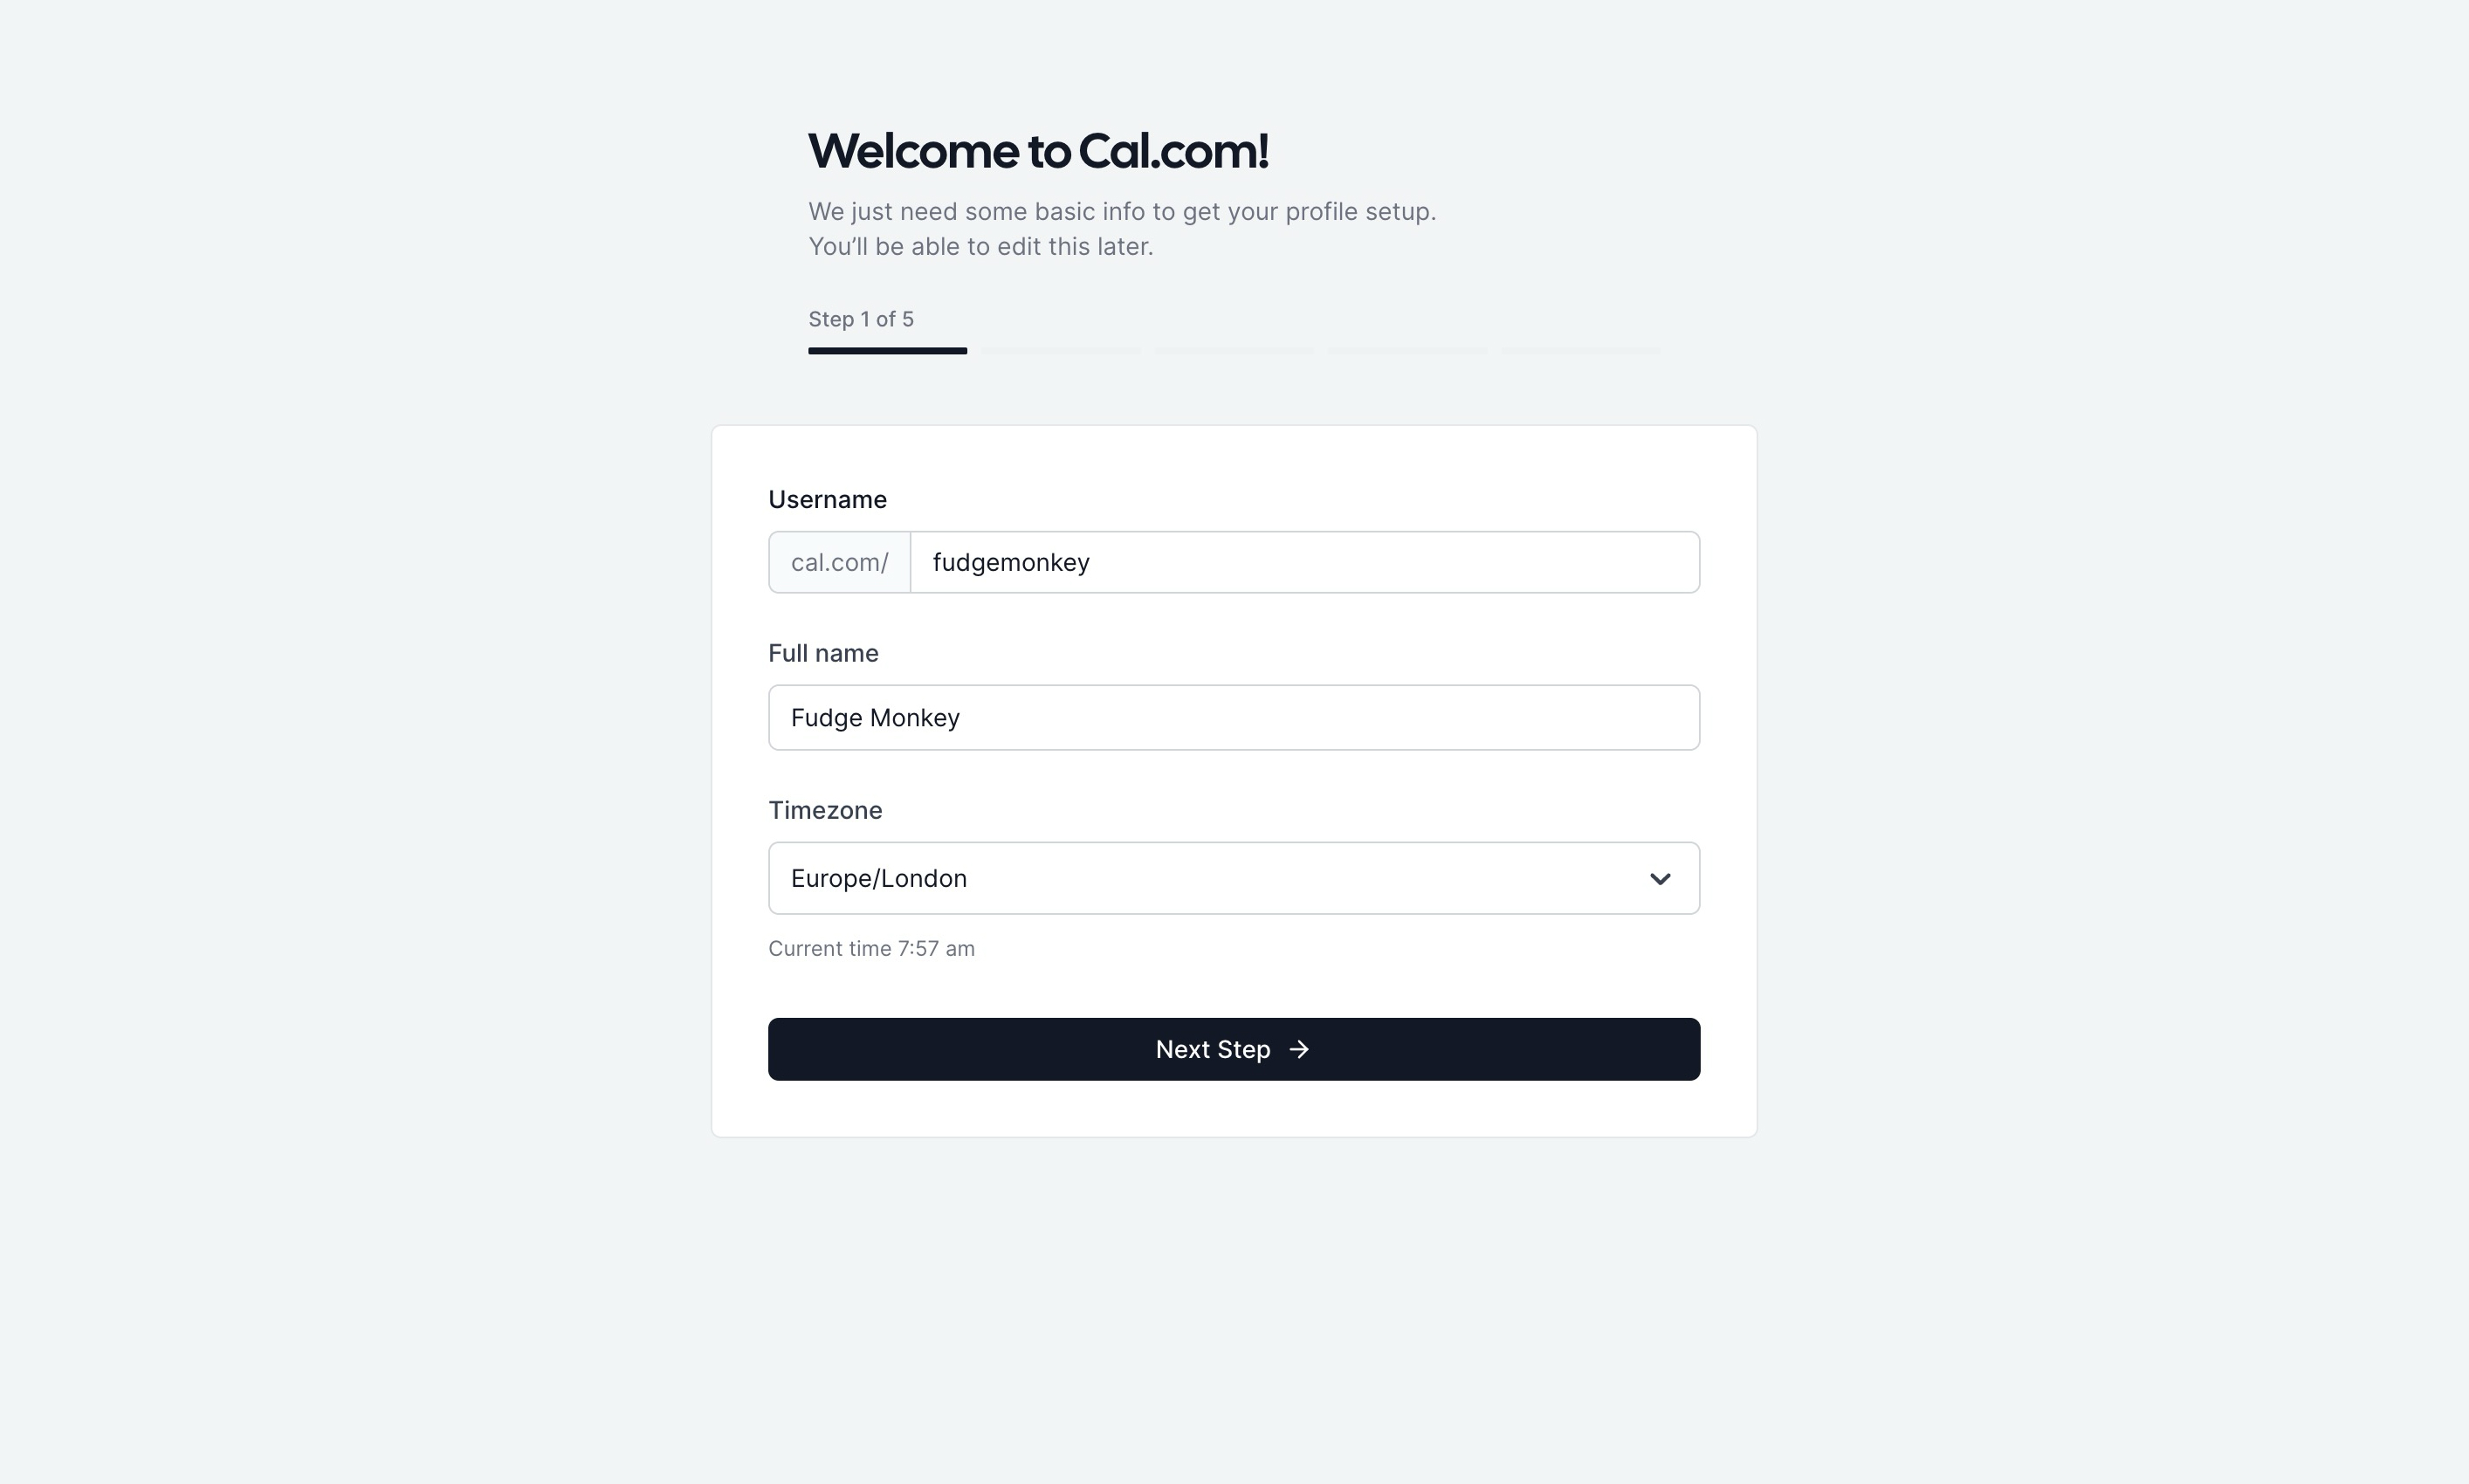 Welcome to Cal.com!
We just need some basic info to get your profile setup.
You’ll be able to edit this later.
Step 1 of 5
Username
cal.com/ fudgemonkey
Full name
Fudge Monkey
Timezone
Europe/London
Current time 7:57 am
Next Step →